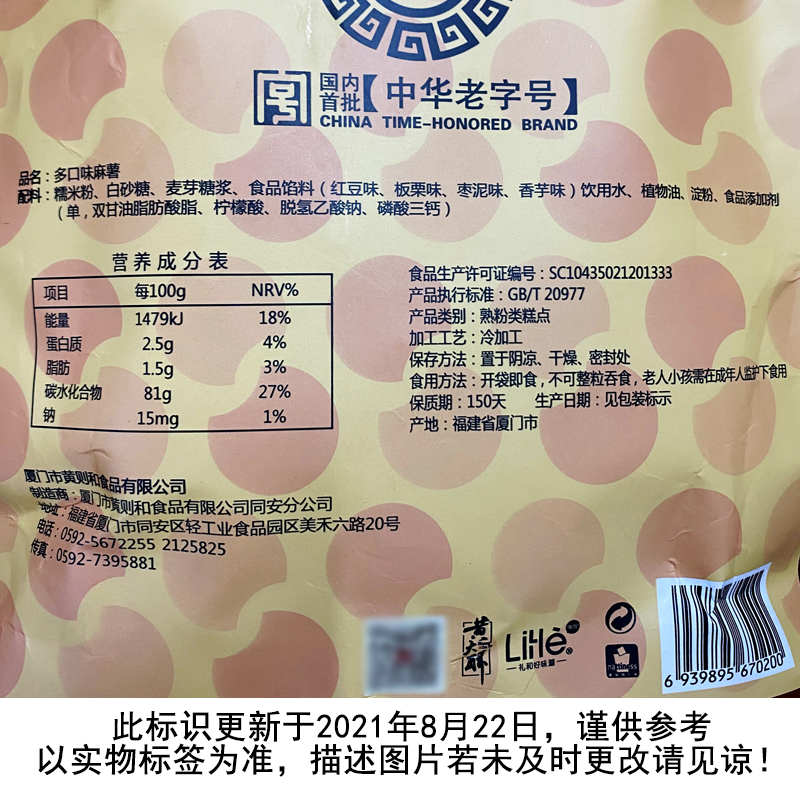 国内
首批
【中华老字号】
CHINA TIME-HONORED BRAND
品名：多口味麻薯
配料：糯米粉、白砂糖、麦芽糖浆、食品馅料（红豆味、板栗味、枣泥味、香芋味）饮用水、植物油、淀粉、食品添加剂
（单，双甘油脂肪酸脂、柠檬酸、脱氢乙酸钠、磷酸三钙）
营养成分表
项目 每100g NRV%
能量 1479kJ 18%
蛋白质 2.5g 4%
脂肪 1.5g 3%
碳水化合物 81g 27%
钠 15mg 1%
食品生产许可证编号：SC10435021201333
产品执行标准：GB/T 20977
产品类别：熟粉类糕点
加工工艺：冷加工
保存方法：置于阴凉、干燥、密封处
食用方法：开袋即食，不可整粒吞食，老人小孩需在成年人监护下食用
保质期：150天 生产日期：见包装标示
产地：福建省厦门市
厦门市黄则和食品有限公司
制造商：厦门市黄则和食品有限公司同安分公司
地址：福建省厦门市同安区轻工业食品园区美禾六路20号
电话：0592-5672255 2125825
传真：0592-7395881
LiHè
礼和好味道
6 939895 670200
此标识更新于2021年8月22日，谨供参考
以实物标签为准，描述图片若未及时更改请见谅！